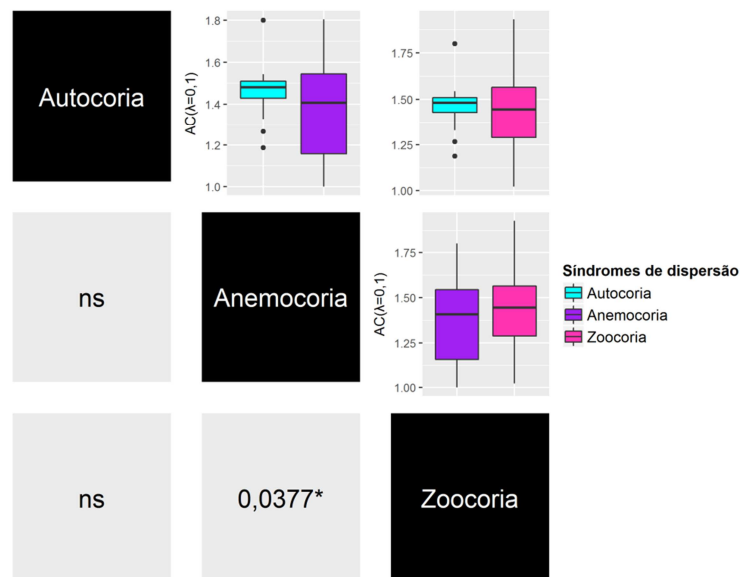 Autocoria
AC(λ=0,1)
1.8
1.6
1.4
1.2
1.0
1.75
1.50
1.25
1.00
ns
Anemocoria
AC(λ=0,1)
1.75
1.50
1.25
1.00
Síndromes de dispersão
Autocoria
Anemocoria
Zoocoria
ns
0,0377*
Zoocoria